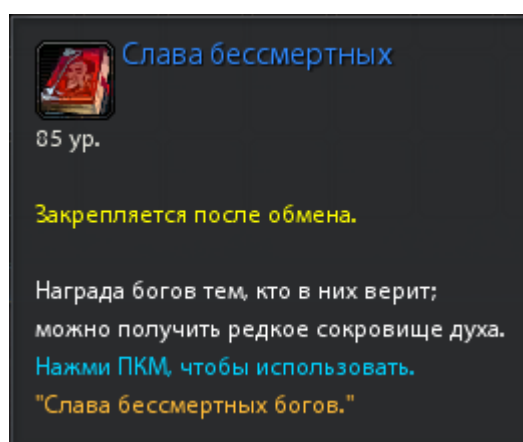 Слава бессмертных
85 ур.
Закрепляется после обмена.
Награда богов тем, кто в них верит;
можно получить редкое сокровище духа.
Нажми ПКМ, чтобы использовать.
"Слава бессмертных богов."